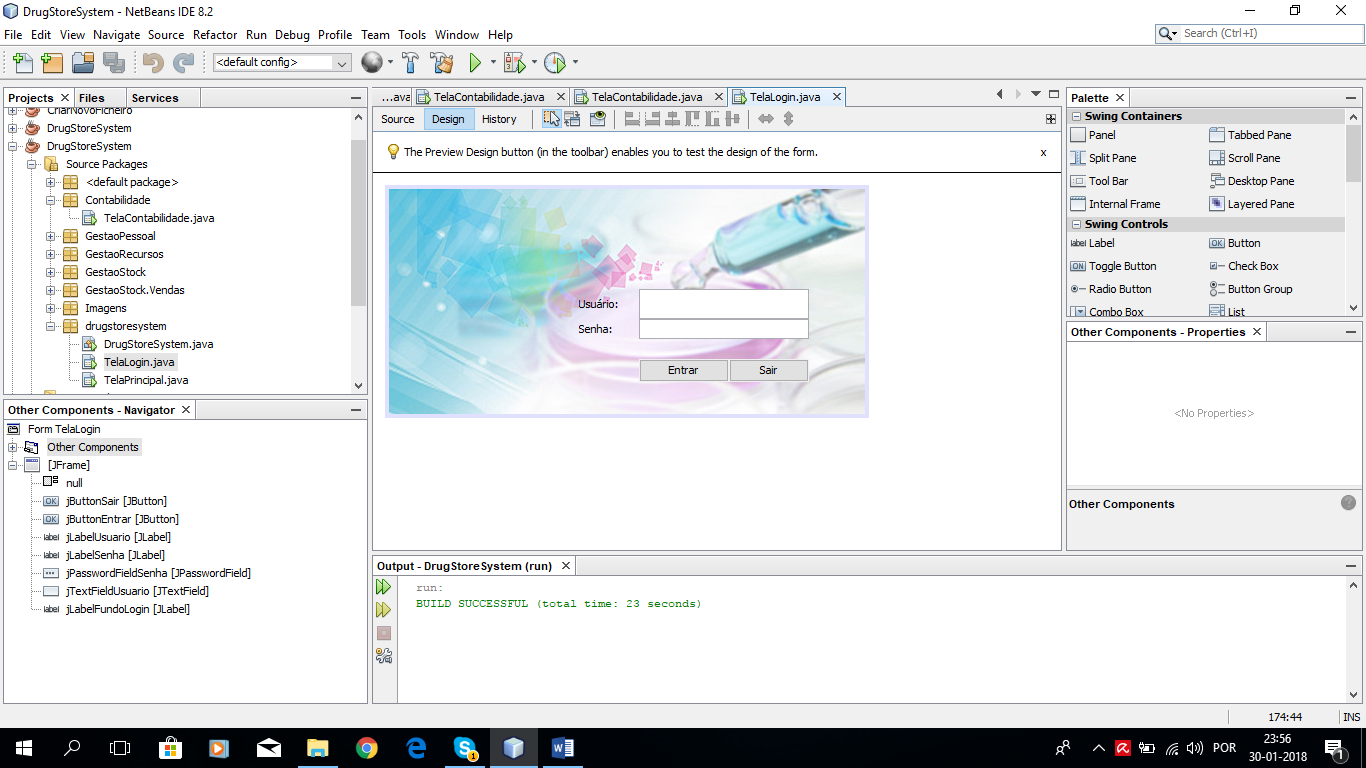 DrugStoreSystem - NetBeans IDE 8.2
File Edit View Navigate Source Refactor Run Debug Profile Team Tools Window Help
Search (Ctrl+I)
<default config>
Projects Files Services
CriarNovoFicheiro
DrugStoreSystem
DrugStoreSystem
Source Packages
<default package>
Contabilidade
TelaContabilidade.java
GestaoPessoal
GestaoRecursos
GestaoStock
GestaoStock.Vendas
Imagens
drugstoresystem
DrugStoreSystem.java
TelaLogin.java
TelaPrincipal.java
Other Components - Navigator
Form TelaLogin
Other Components
[JFrame]
null
OK jButtonSair [JButton]
OK jButtonEntrar [JButton]
label jLabelUsuario [JLabel]
label jLabelSenha [JLabel]
jPasswordFieldSenha [JPasswordField]
jTextFieldUsuario [JTextField]
label jLabelFundoLogin [JLabel]
...ava TelaContabilidade.java TelaContabilidade.java TelaLogin.java
Source Design History
The Preview Design button (in the toolbar) enables you to test the design of the form. x
Usuário:
Senha:
Entrar Sair
Output - DrugStoreSystem (run)
run:
BUILD SUCCESSFUL (total time: 23 seconds)
Palette
Swing Containers
Panel Tabbed Pane
Split Pane Scroll Pane
Tool Bar Desktop Pane
Internal Frame Layered Pane
Swing Controls
label Label OK Button
ON Toggle Button Check Box
Radio Button Button Group
Combo Box List
Other Components - Properties
<No Properties>
Other Components
174:44 INS
POR
23:56
30-01-2018
1
1